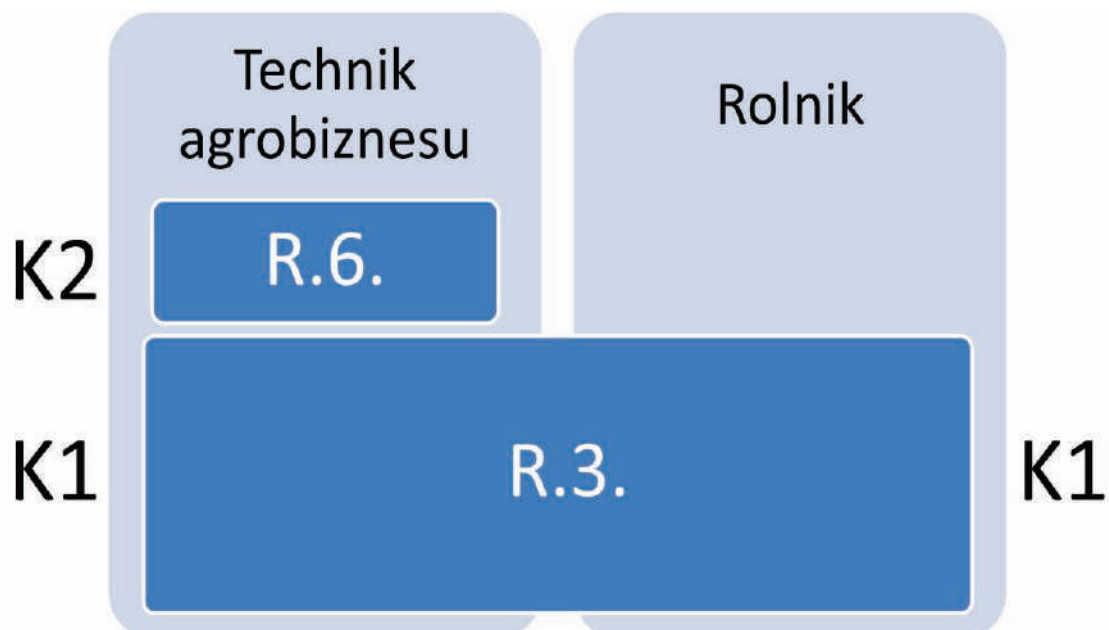 Technik
agrobiznesu
Rolnik
K2
R.6.
K1
R.3.
K1